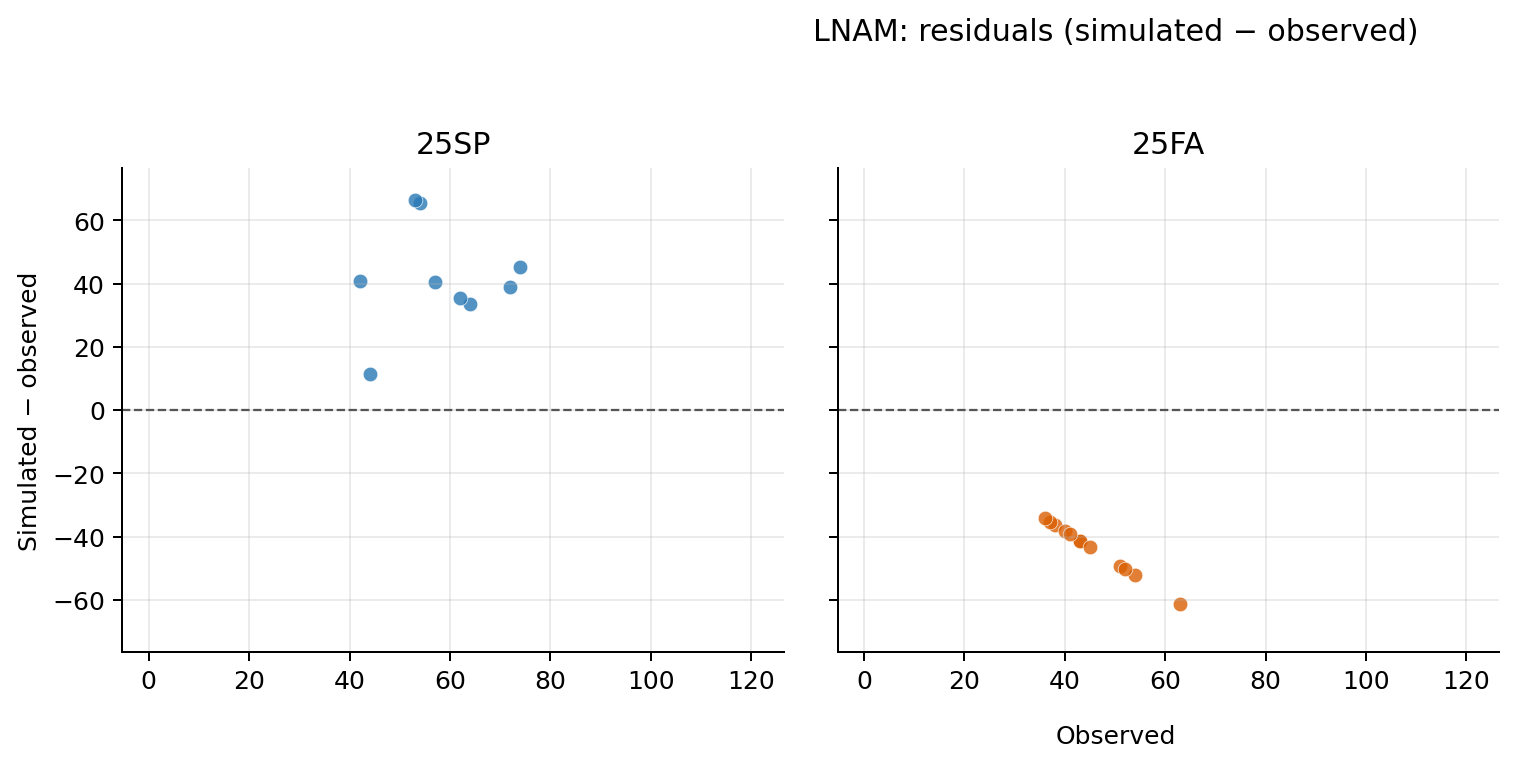 LNAM: residuals (simulated − observed)
25SP
25FA
Simulated − observed
60
40
20
0
−20
−40
−60
0 20 40 60 80 100 120
0 20 40 60 80 100 120
Observed